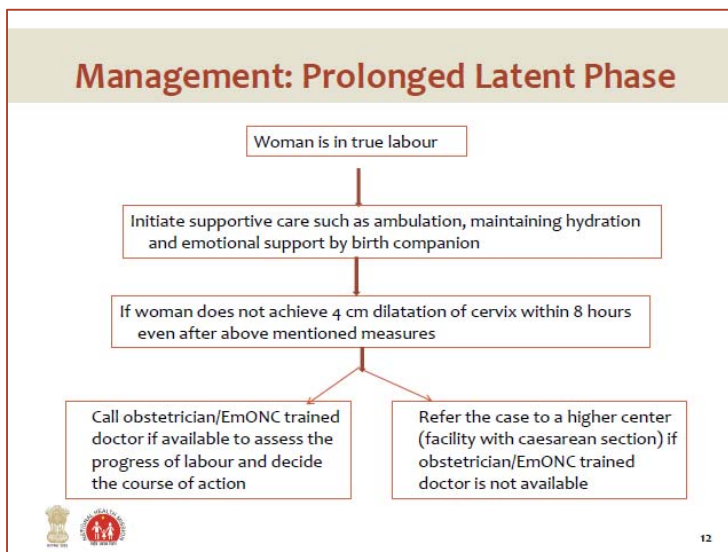 Management: Prolonged Latent Phase
Woman is in true labour
Initiate supportive care such as ambulation, maintaining hydration
and emotional support by birth companion
If woman does not achieve 4 cm dilatation of cervix within 8 hours
even after above mentioned measures
Call obstetrician/EmONC trained
doctor if available to assess the
progress of labour and decide
the course of action
Refer the case to a higher center
(facility with caesarean section) if
obstetrician/EmONC trained
doctor is not available
NATIONAL HEALTH MISSION
12